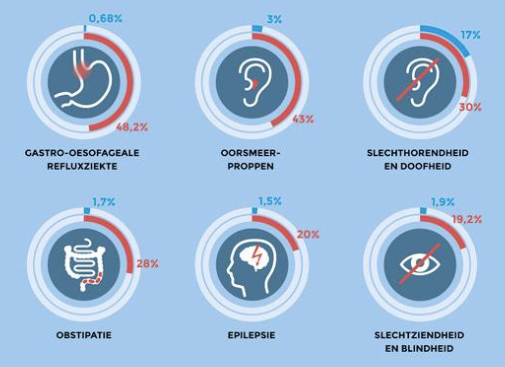 0,68%
48,2%
GASTRO-OESOFAGEALE
REFLUXZIEKTE
3%
43%
OORSMEER-
PROPPEN
17%
30%
SLECHTHORENDHEID
EN DOOFHEID
1,7%
28%
OBSTIPATIE
1,5%
20%
EPILEPSIE
1,9%
19,2%
SLECHTZIENDHEID
EN BLINDHEID